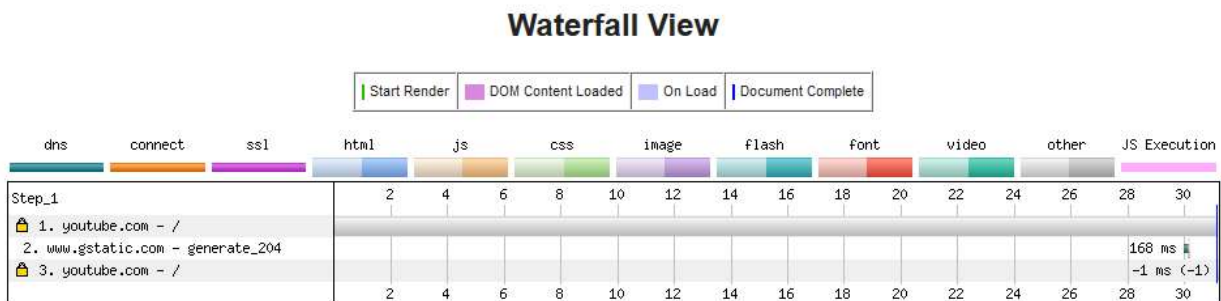 Waterfall View
Start Render DOM Content Loaded On Load Document Complete
dns connect ssl html js css image flash font video other JS Execution
Step_1 2 4 6 8 10 12 14 16 18 20 22 24 26 28 30
1. youtube.com - /
2. www.gstatic.com - generate_204 168 ms
3. youtube.com - / -1 ms (-1)
2 4 6 8 10 12 14 16 18 20 22 24 26 28 30